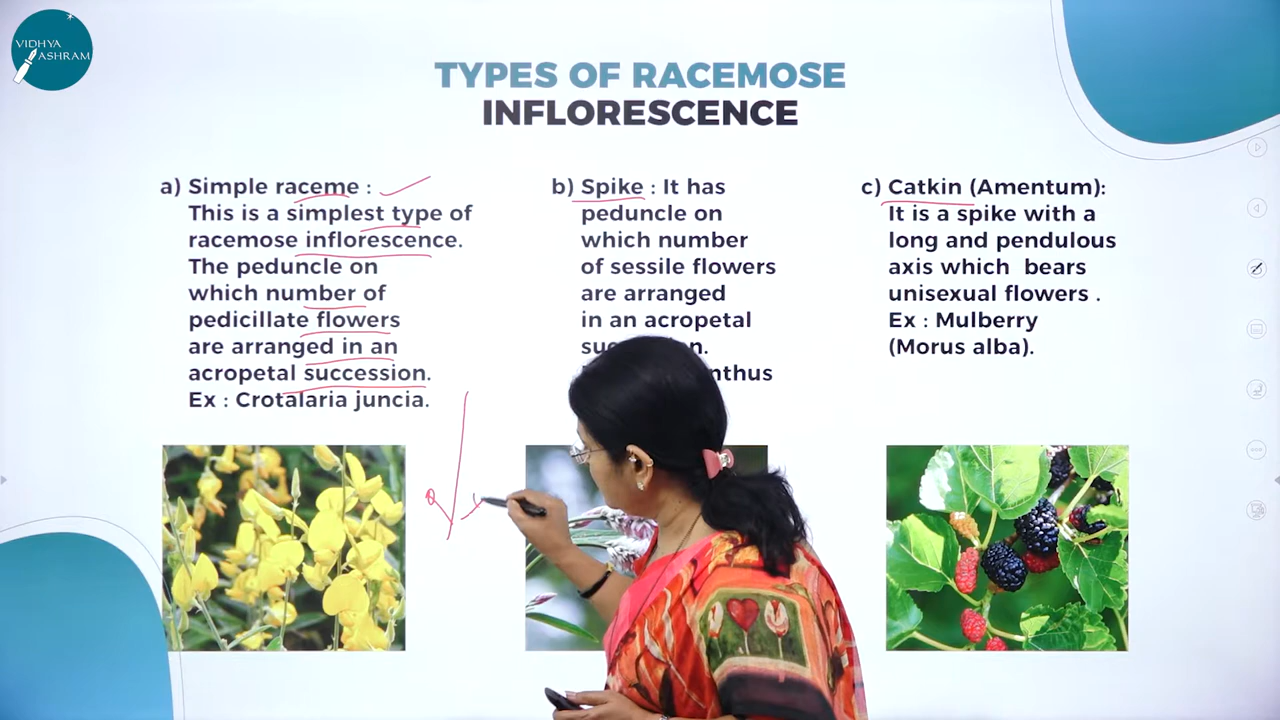 VIDHYA
ASHRAM
TYPES OF RACEMOSE
INFLORESCENCE
a) Simple raceme :
This is a simplest type of
racemose inflorescence.
The peduncle on
which number of
pedicillate flowers
are arranged in an
acropetal succession.
Ex : Crotalaria juncia.
b) Spike : It has
peduncle on
which number
of sessile flowers
are arranged
in an acropetal
c) Catkin (Amentum):
It is a spike with a
long and pendulous
axis which bears
unisexual flowers .
Ex : Mulberry
(Morus alba).